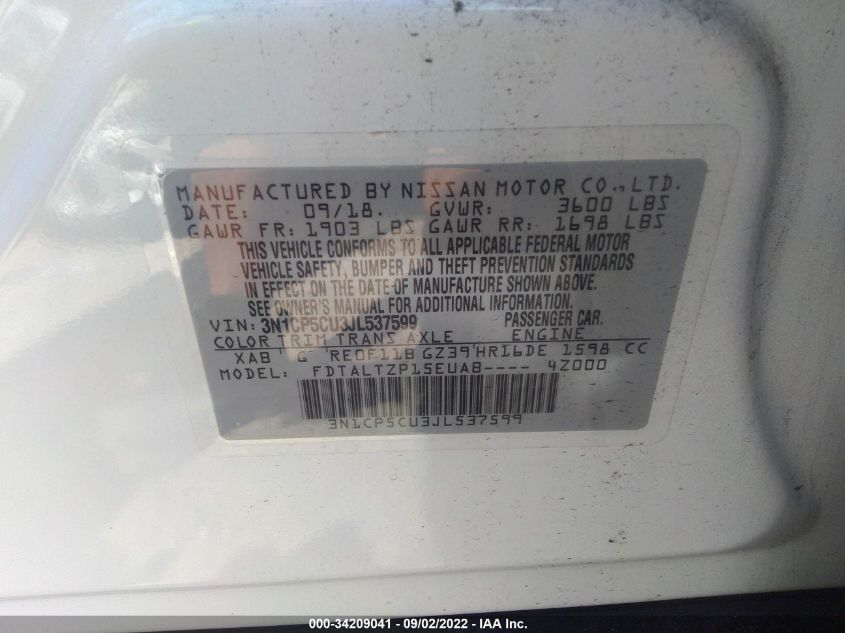 MANUFACTURED BY NISSAN MOTOR CO., LTD.
DATE: 09/18. GVWR: 3600 LBS
GAWR FR: 1903 LBS GAWR RR: 1698 LBS
THIS VEHICLE CONFORMS TO ALL APPLICABLE FEDERAL MOTOR
VEHICLE SAFETY, BUMPER AND THEFT PREVENTION STANDARDS
IN EFFECT ON THE DATE OF MANUFACTURE SHOWN ABOVE.
SEE OWNER'S MANUAL FOR ADDITIONAL INFORMATION.
VIN: 3N1CP5CU3JL537599 PASSENGER CAR.
COLOR TRIM TRANS AXLE ENGINE
XAB G RE0F11B GZ39 HR16DE 1598 CC
MODEL: FDTALTZP15EUAB---- 4Z000
3N1CP5CU3JL537599
000-34209041 - 09/02/2022 - IAA Inc.